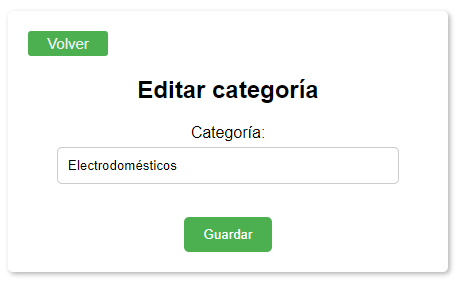 Volver
Editar categoría
Categoría:
Electrodomésticos
Guardar